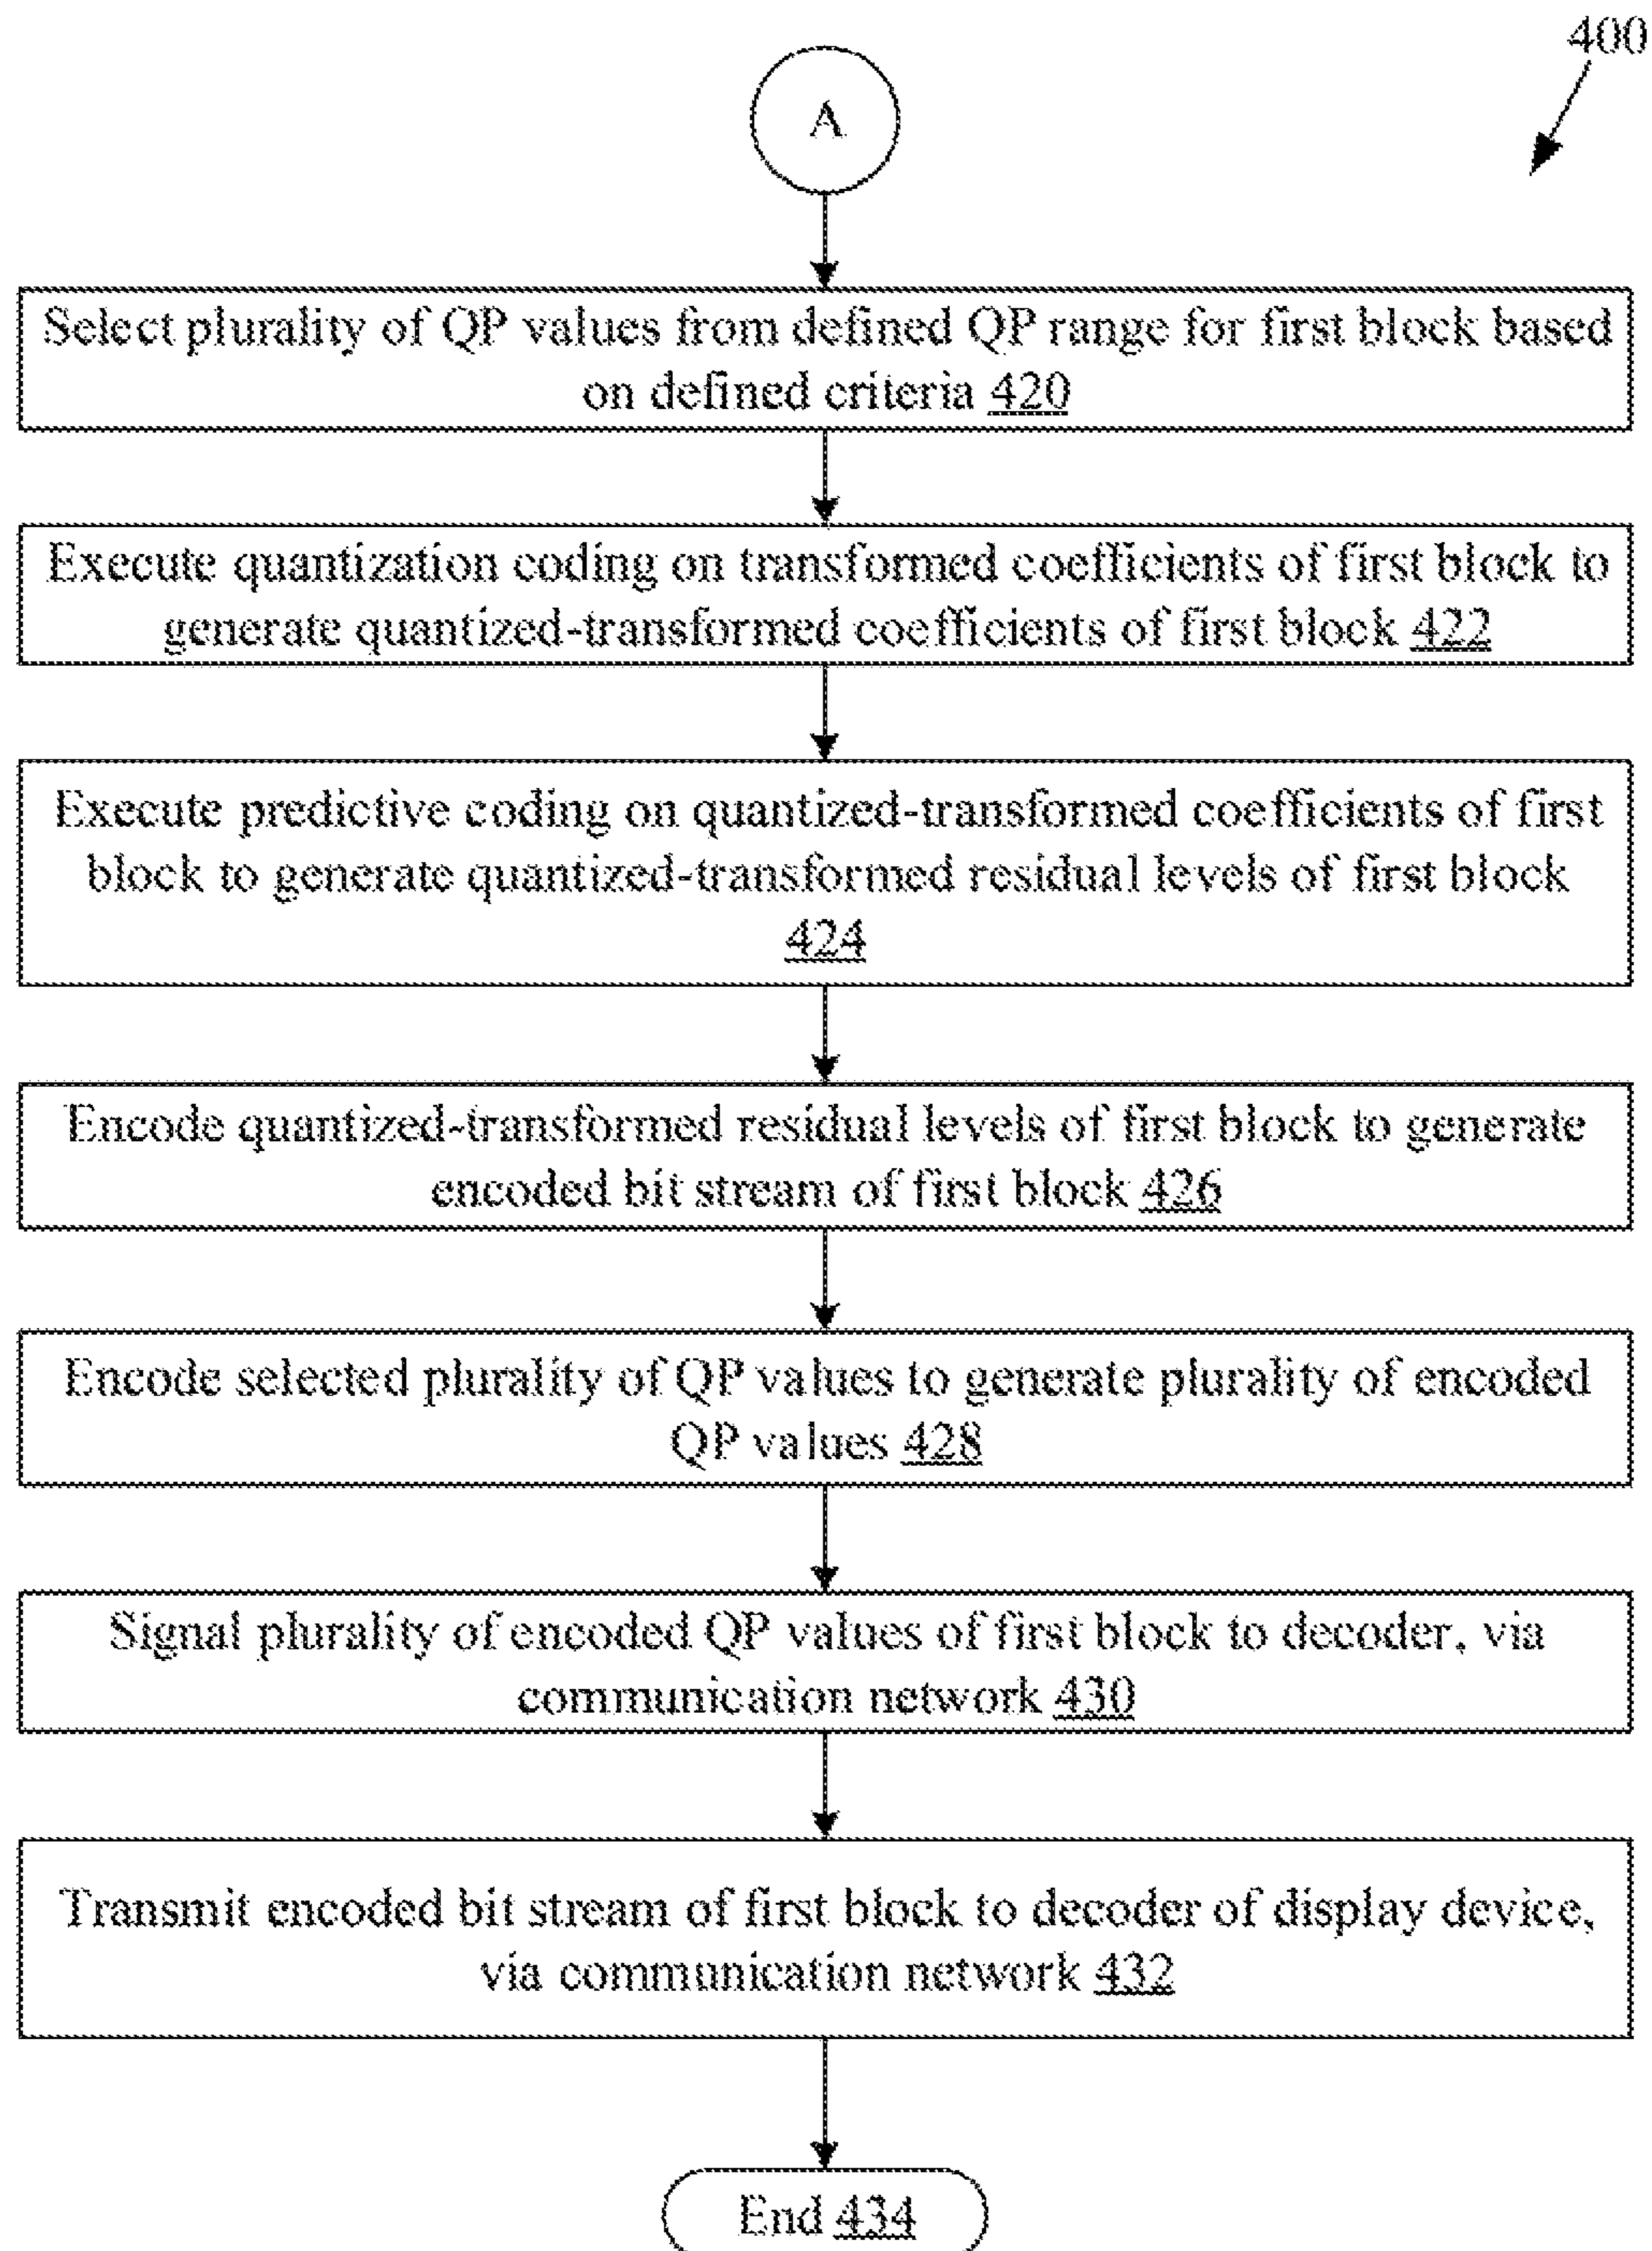 400
A
Select plurality of QP values from defined QP range for first block based
on defined criteria 420
Execute quantization coding on transformed coefficients of first block to
generate quantized-transformed coefficients of first block 422
Execute predictive coding on quantized-transformed coefficients of first
block to generate quantized-transformed residual levels of first block
424
Encode quantized-transformed residual levels of first block to generate
encoded bit stream of first block 426
Encode selected plurality of QP values to generate plurality of encoded
QP values 428
Signal plurality of encoded QP values of first block to decoder, via
communication network 430
Transmit encoded bit stream of first block to decoder of display device,
via communication network 432
End 434